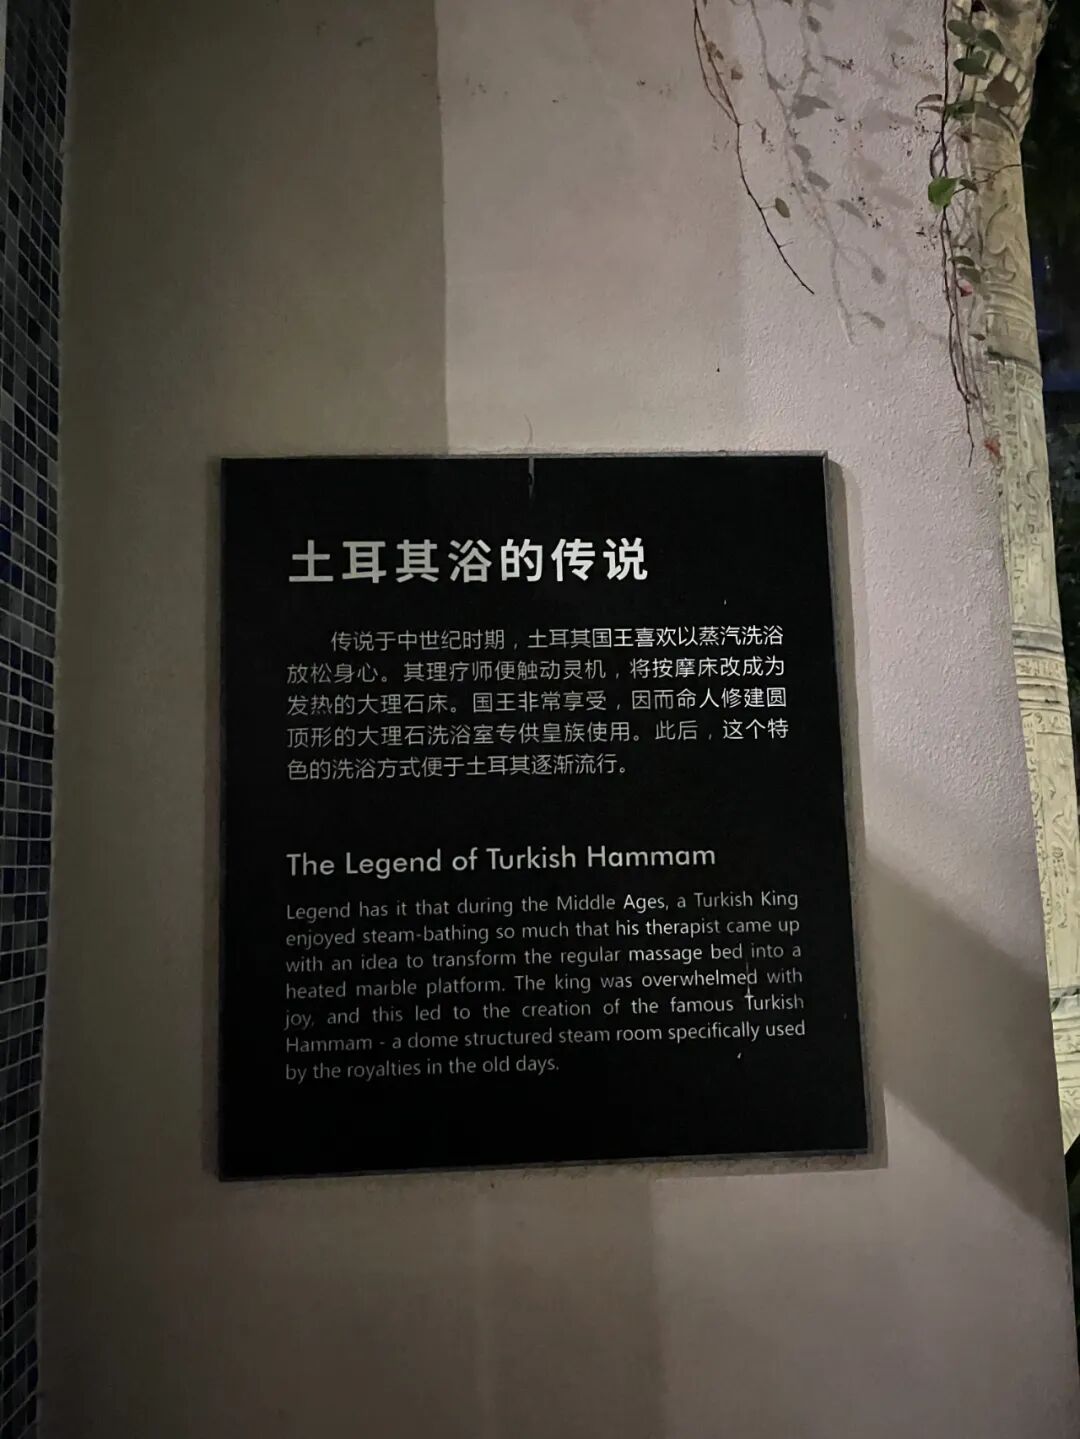 土耳其浴的传说
传说于中世纪时期，土耳其国王喜欢以蒸汽洗浴
放松身心。其理疗师便触动灵机，将按摩床改成为
发热的大理石床。国王非常享受，因而命人修建圆
顶形的大理石洗浴室专供皇族使用。此后，这个特
色的洗浴方式便于土耳其逐渐流行。
The Legend of Turkish Hammam
Legend has it that during the Middle Ages, a Turkish King
enjoyed steam-bathing so much that his therapist came up
with an idea to transform the regular massage bed into a
heated marble platform. The king was overwhelmed with
joy, and this led to the creation of the famous Turkish
Hammam - a dome structured steam room specifically used
by the royalties in the old days.